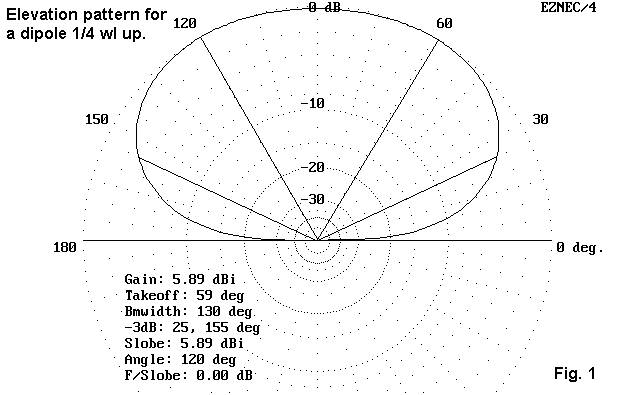 Elevation pattern for
a dipole 1/4 wl up.
0 dB
EZNEC/4
120
60
-10
150
30
-20
-30
180
0 deg.
Gain: 5.89 dBi
Takeoff: 59 deg
Bmwidth: 130 deg
-3dB: 25, 155 deg
Slobe: 5.89 dBi
Angle: 120 deg
F/Slobe: 0.00 dB
Fig. 1